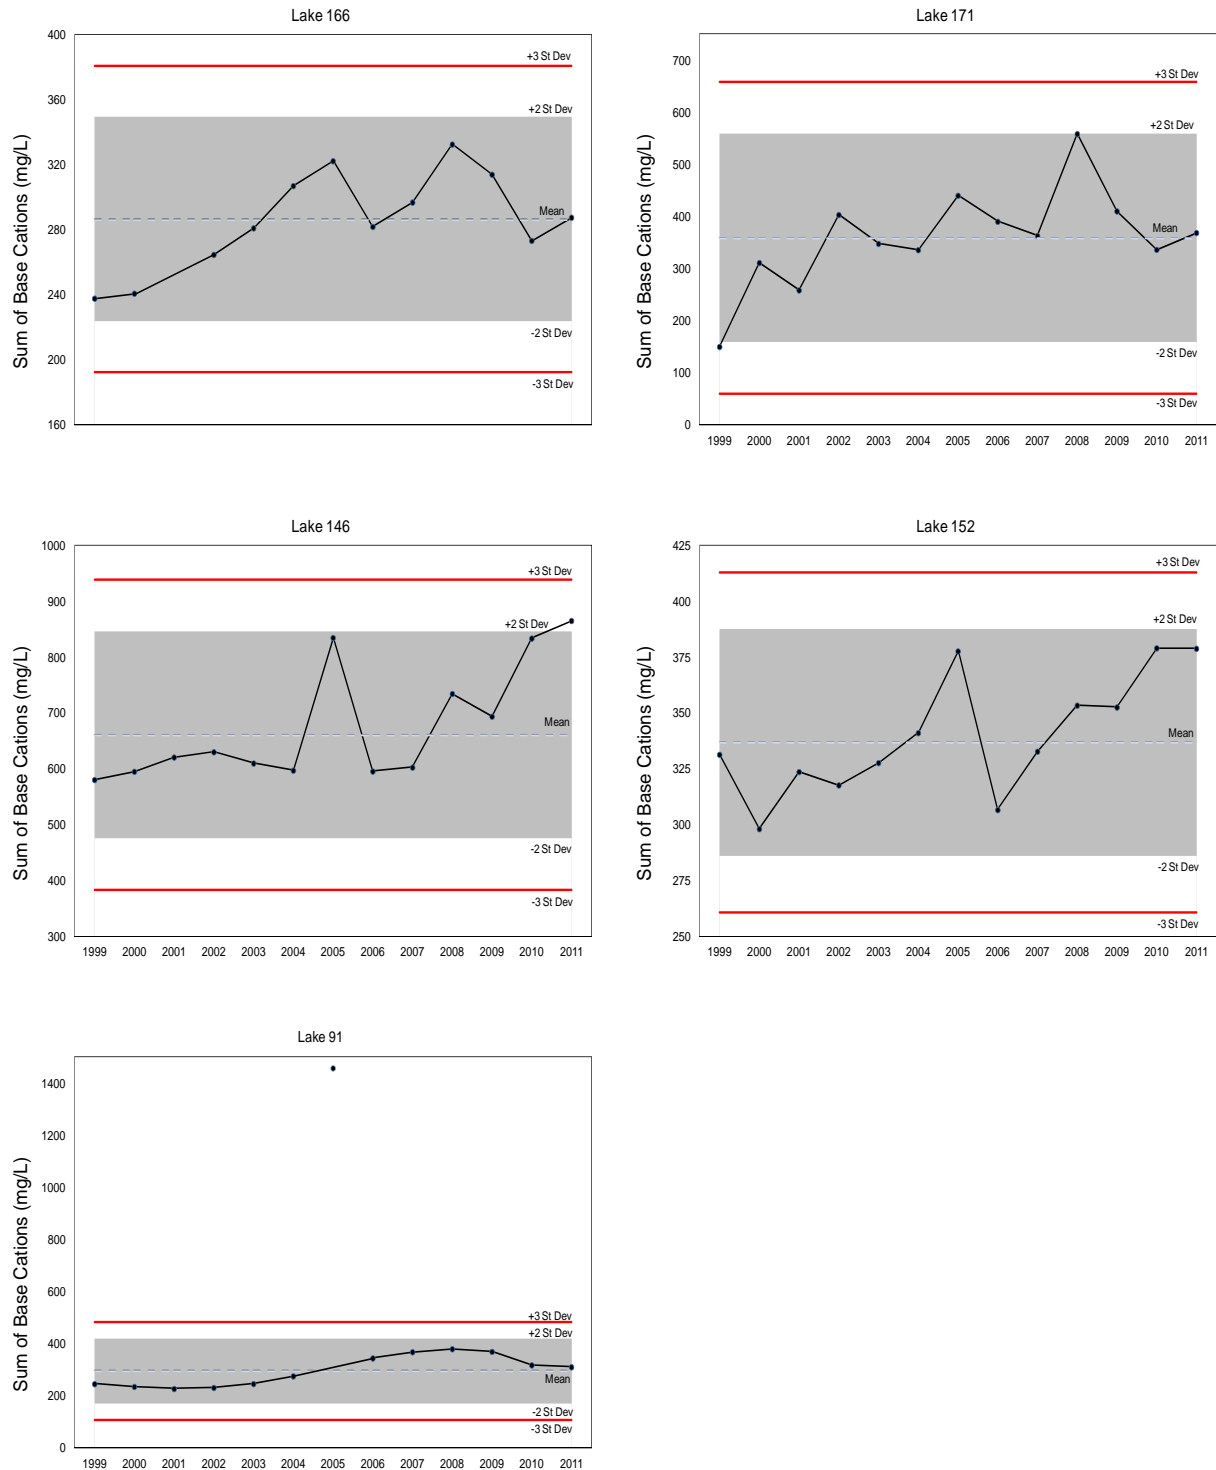 Lake 166
Sum of Base Cations (mg/L)
400
360
320
280
240
200
160
+3 St Dev
+2 St Dev
Mean
-2 St Dev
-3 St Dev
Lake 171
Sum of Base Cations (mg/L)
700
600
500
400
300
200
100
0
+3 St Dev
+2 St Dev
Mean
-2 St Dev
-3 St Dev
1999 2000 2001 2002 2003 2004 2005 2006 2007 2008 2009 2010 2011
Lake 146
Sum of Base Cations (mg/L)
1000
900
800
700
600
500
400
300
+3 St Dev
+2 St Dev
Mean
-2 St Dev
-3 St Dev
1999 2000 2001 2002 2003 2004 2005 2006 2007 2008 2009 2010 2011
Lake 152
Sum of Base Cations (mg/L)
425
400
375
350
325
300
275
250
+3 St Dev
+2 St Dev
Mean
-2 St Dev
-3 St Dev
1999 2000 2001 2002 2003 2004 2005 2006 2007 2008 2009 2010 2011
Lake 91
Sum of Base Cations (mg/L)
1400
1200
1000
800
600
400
200
0
+3 St Dev
+2 St Dev
Mean
-2 St Dev
-3 St Dev
1999 2000 2001 2002 2003 2004 2005 2006 2007 2008 2009 2010 2011